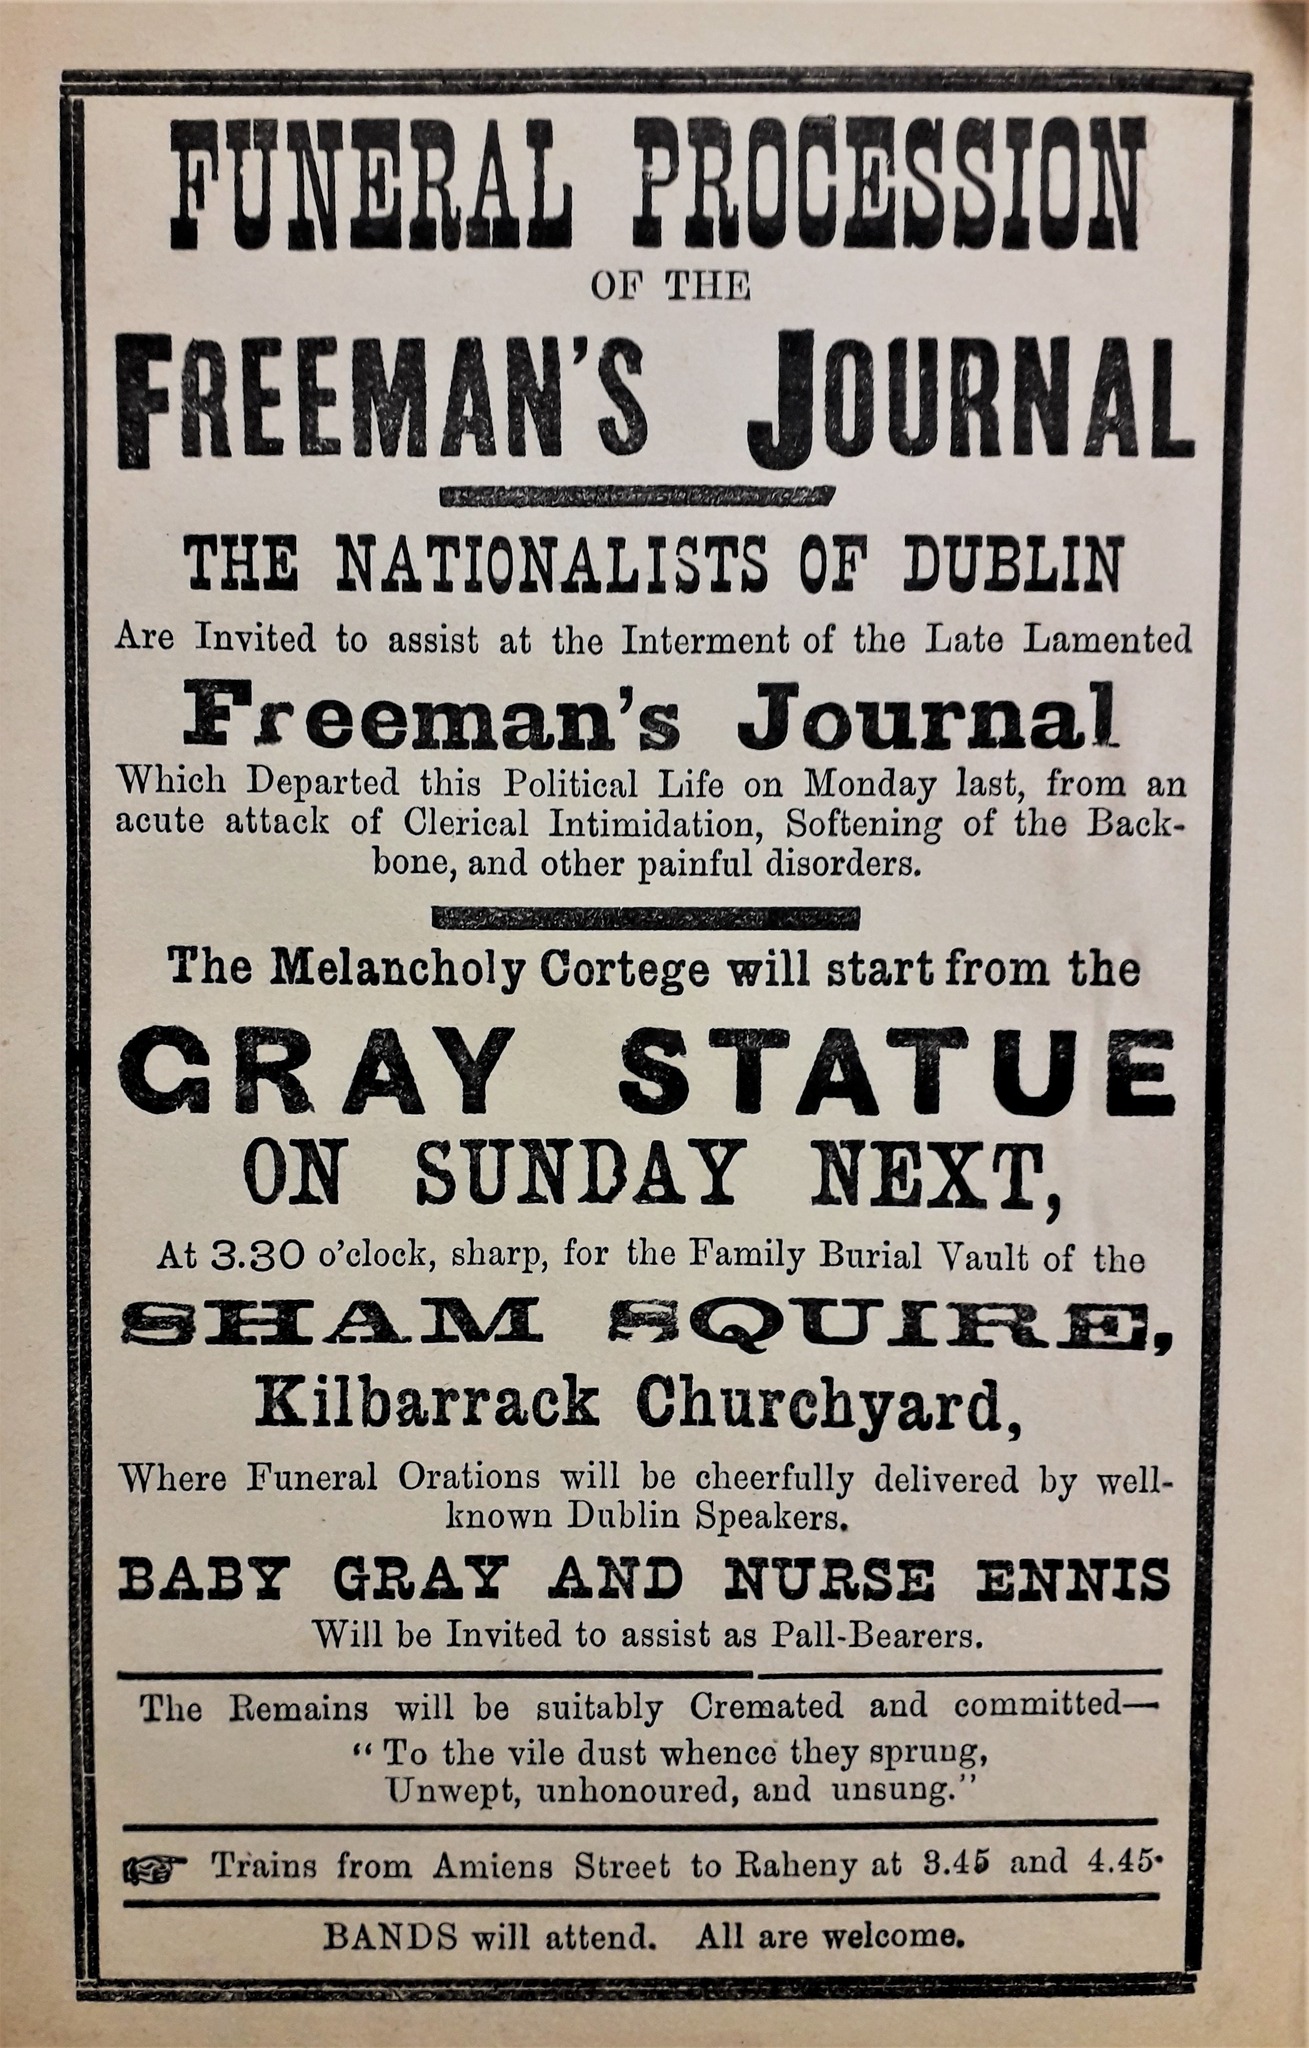 FUNERAL PROCESSION
OF THE
FREEMAN'S JOURNAL
THE NATIONALISTS OF DUBLIN
Are Invited to assist at the Interment of the Late Lamented
Freeman's Journal
Which Departed this Political Life on Monday last, from an
acute attack of Clerical Intimidation, Softening of the Back-
bone, and other painful disorders.
The Melancholy Cortege will start from the
GRAY STATUE
ON SUNDAY NEXT,
At 3.30 o'clock, sharp, for the Family Burial Vault of the
SHAM SQUIRE,
Kilbarrack Churchyard,
Where Funeral Orations will be cheerfully delivered by well-
known Dublin Speakers.
BABY GRAY AND NURSE ENNIS
Will be Invited to assist as Pall-Bearers.
The Remains will be suitably Cremated and committed—
"To the vile dust whence they sprung,
Unwept, unhonoured, and unsung."
Trains from Amiens Street to Raheny at 3.45 and 4.45.
BANDS will attend. All are welcome.